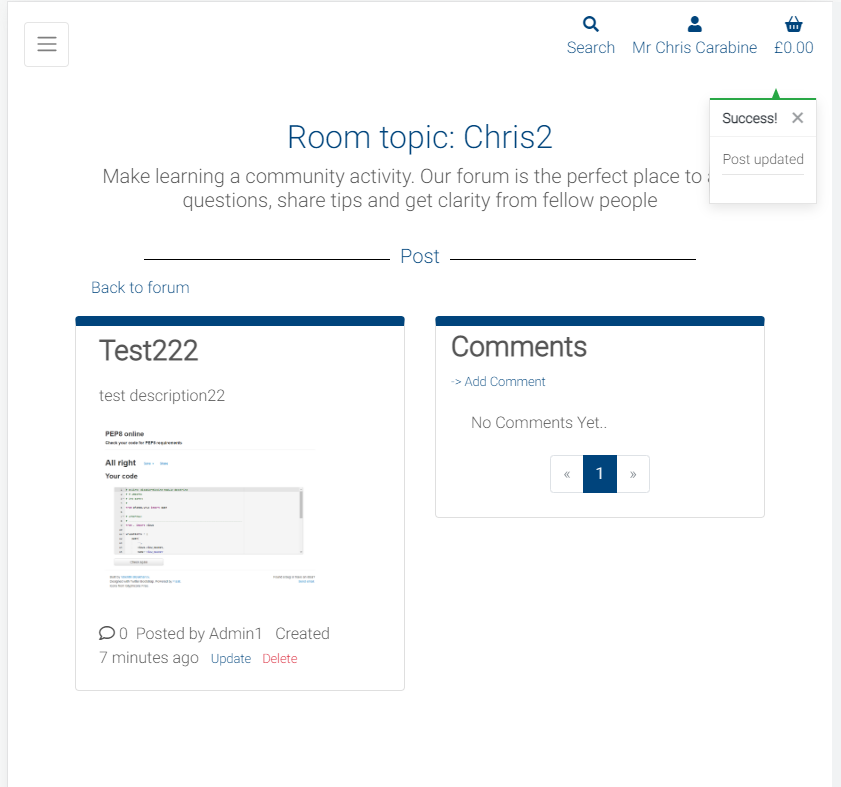 Search
Mr Chris Carabine
£0.00
Success! ×
Post updated
Room topic: Chris2
Make learning a community activity. Our forum is the perfect place to
questions, share tips and get clarity from fellow people
Post
Back to forum
Test222
test description22
PEP8 online
Check your code for PEP8 requirements
All right
Your code
0 Posted by Admin1 Created
7 minutes ago Update Delete
Comments
-> Add Comment
No Comments Yet..
« 1 »